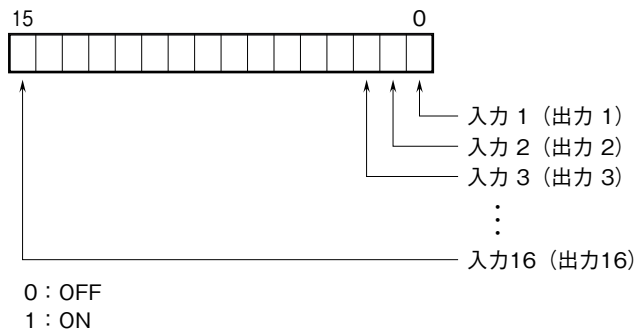 15 0
入力 1（出力 1）
入力 2（出力 2）
入力 3（出力 3）
⋮
入力16（出力16）
0：OFF
1：ON